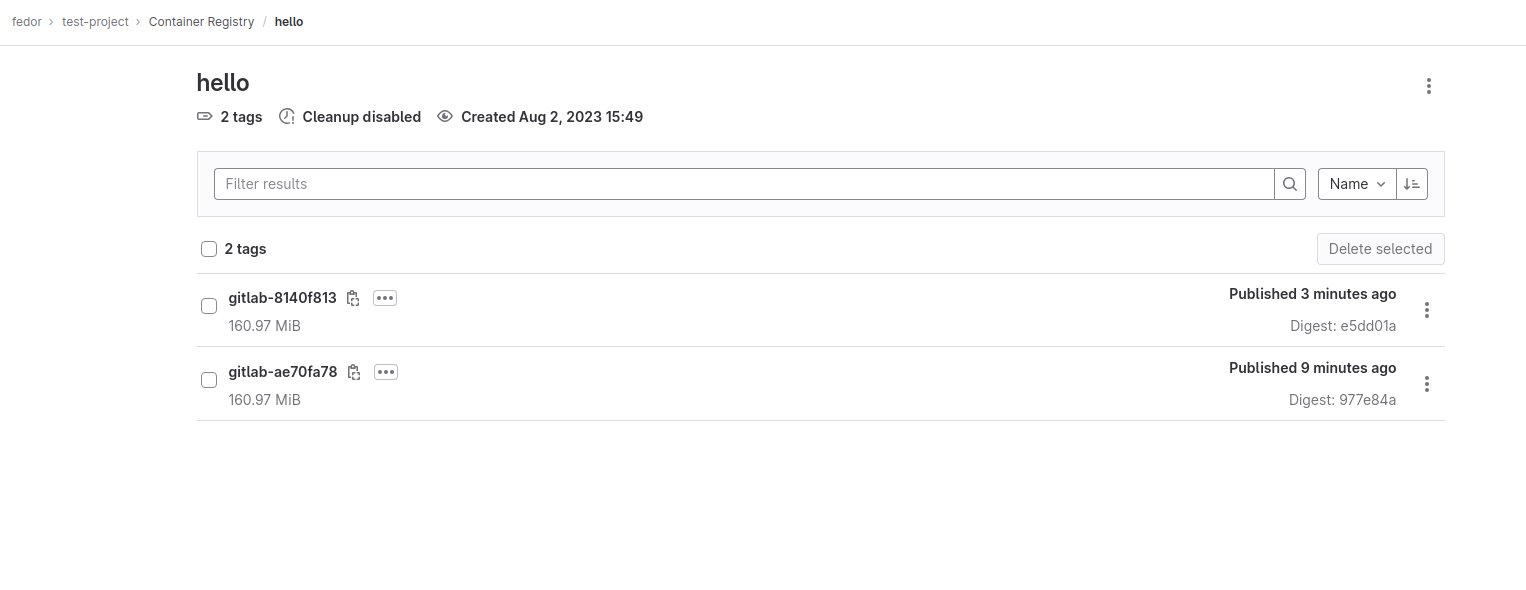 fedor › test-project › Container Registry / hello
hello
2 tags Cleanup disabled Created Aug 2, 2023 15:49
Filter results Name
2 tags Delete selected
gitlab-8140f813 Published 3 minutes ago
160.97 MiB Digest: e5dd01a
gitlab-ae70fa78 Published 9 minutes ago
160.97 MiB Digest: 977e84a